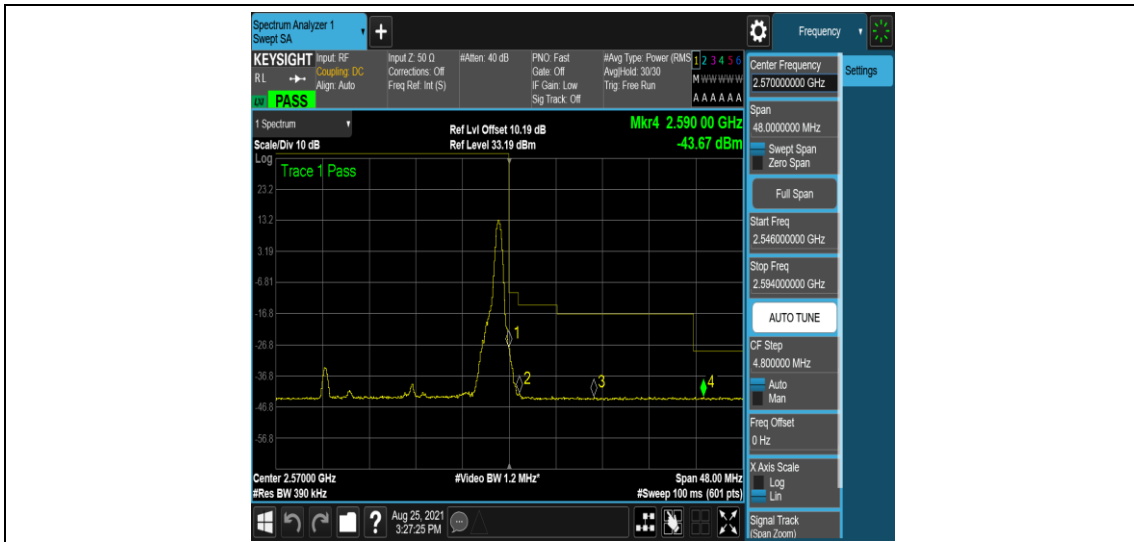 Spectrum Analyzer 1
Swept SA
+
Frequency
KEYSIGHT
RL
PASS
Input: RF
Coupling: DC
Align: Auto
Input Z: 50 Ω
Corrections: Off
Freq Ref: Int (S)
#Atten: 40 dB
PNO: Fast
Gate: Off
IF Gain: Low
Sig Track: Off
#Avg Type: Power (RMS
Avg|Hold: 30/30
Trig: Free Run
1 2 3 4 5 6
M W W W W W
A A A A A A
Center Frequency
2.570000000 GHz
Settings
Span
48.0000000 MHz
Swept Span
Zero Span
Full Span
Start Freq
2.546000000 GHz
Stop Freq
2.594000000 GHz
AUTO TUNE
CF Step
4.800000 MHz
Auto
Man
Freq Offset
0 Hz
X Axis Scale
Log
Lin
Signal Track
(Span Zoom)
1 Spectrum
Scale/Div 10 dB
Ref Lvl Offset 10.19 dB
Ref Level 33.19 dBm
Mkr4 2.590 00 GHz
-43.67 dBm
Log
Trace 1 Pass
23.2
13.2
3.19
-6.81
-16.8
-26.8
-36.8
-46.8
-56.8
1
2
3
4
Center 2.57000 GHz
#Res BW 390 kHz
#Video BW 1.2 MHz*
Span 48.00 MHz
#Sweep 100 ms (601 pts)
?
Aug 25, 2021
3:27:25 PM